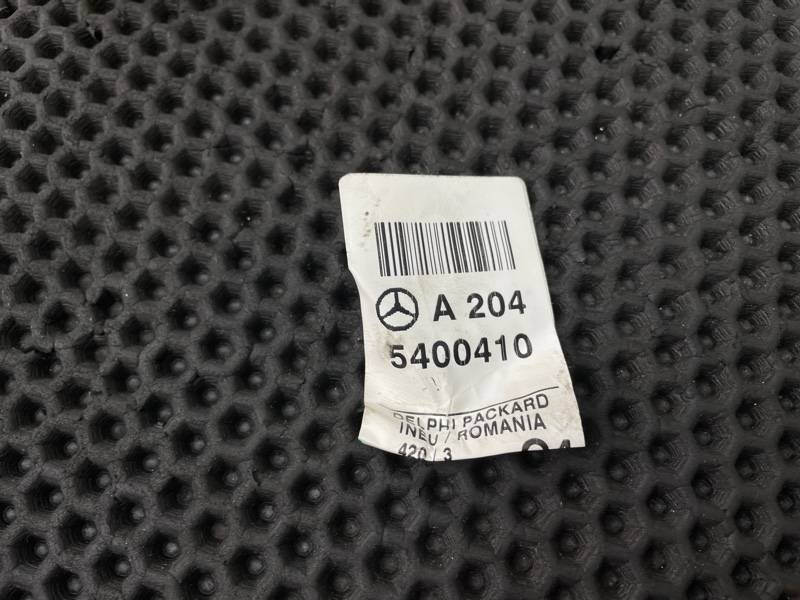 A 204
5400410
DELPHI PACKARD
INEU / ROMANIA
420 / 3